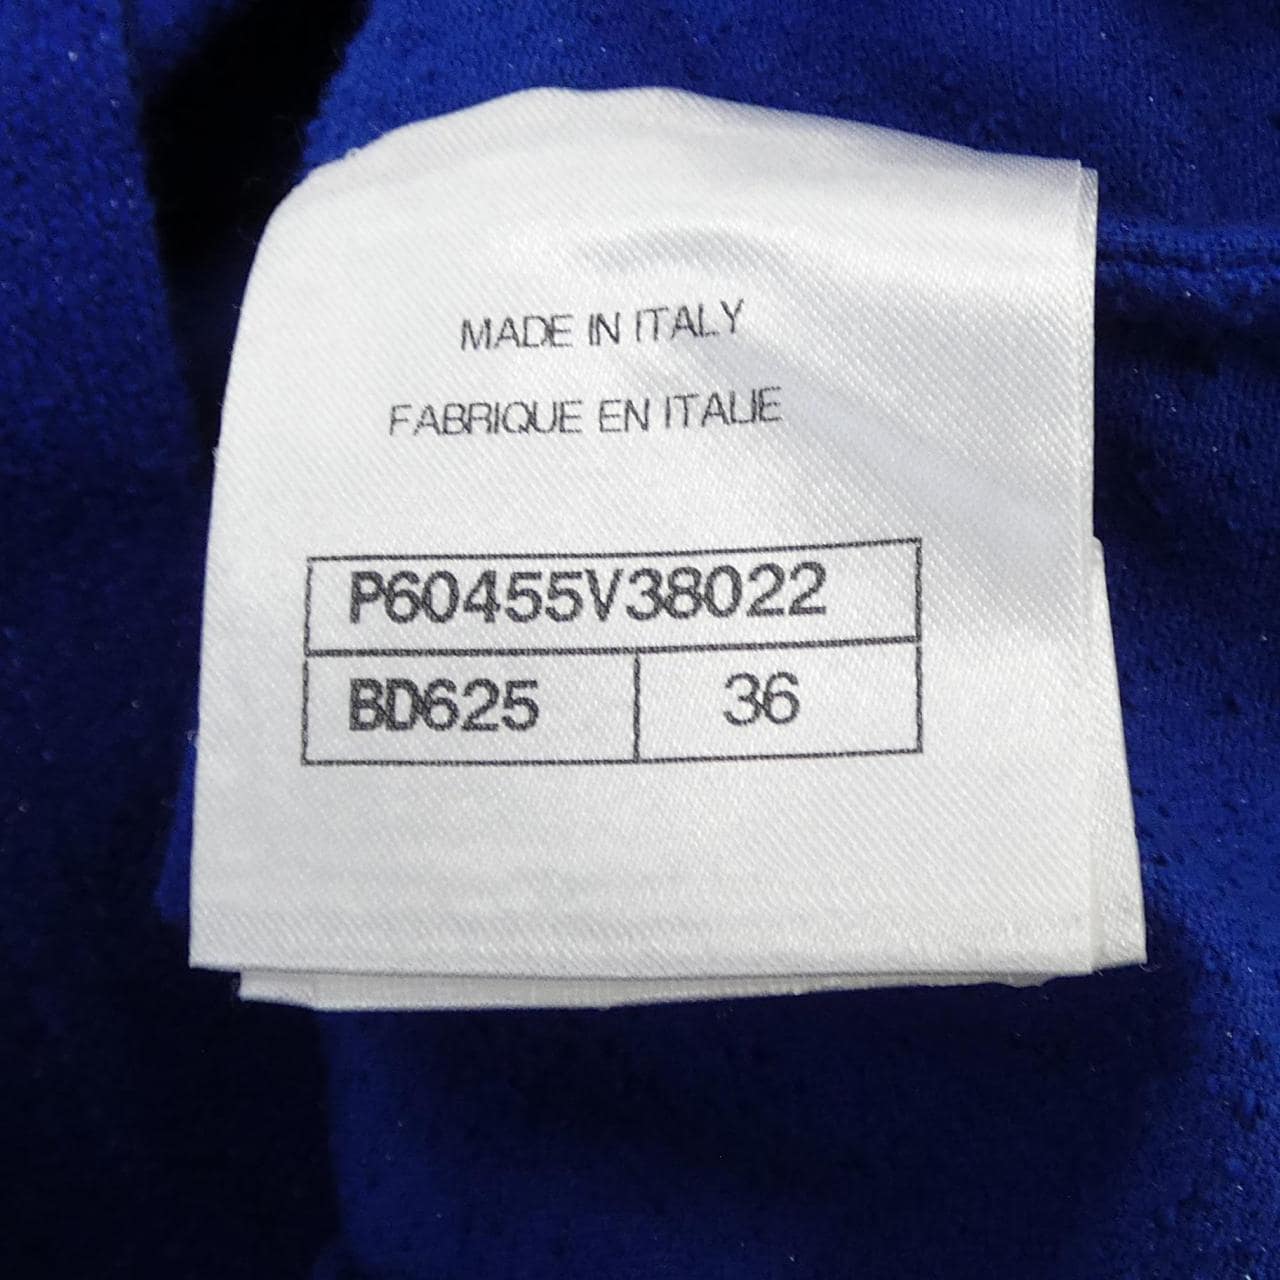 MADE IN ITALY
FABRIQUE EN ITALIE
P60455V38022
BD625 36